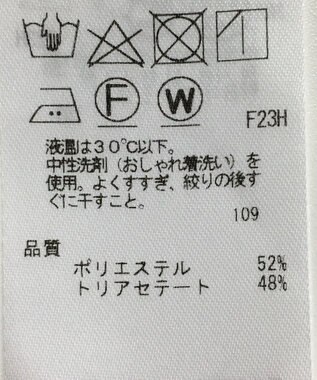 F W
F23H
液温は30℃以下。
中性洗剤（おしゃれ着洗い）を
使用。よくすすぎ、絞りの後す
ぐに干すこと。
109
品質
ポリエステル 52%
トリアセテート 48%